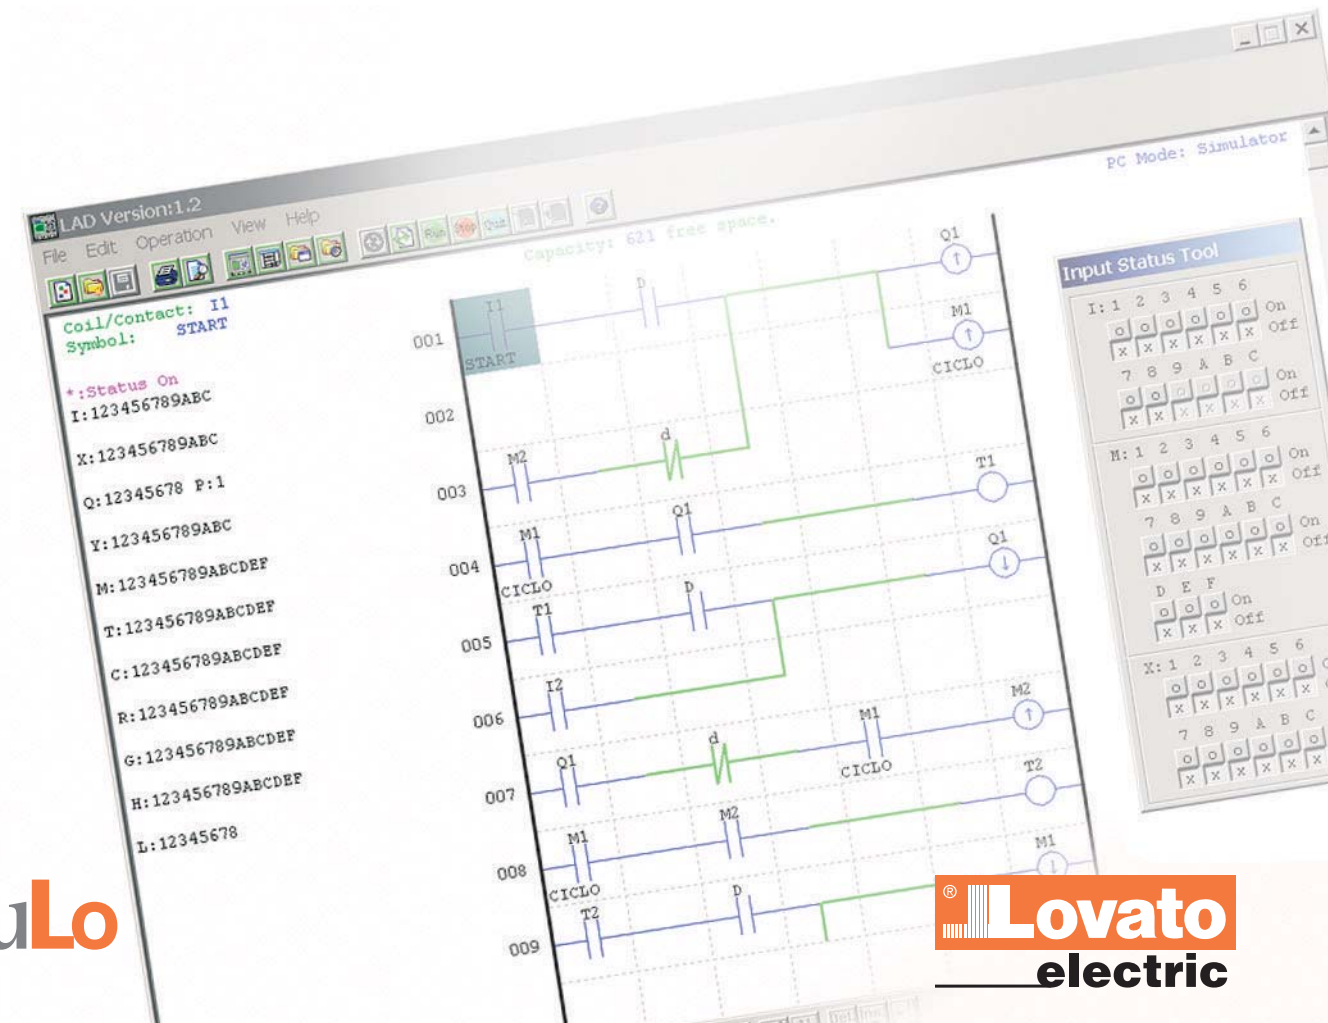 LAD Version:1.2
File Edit Operation View Help
Run Stop Quit
Capacity: 621 free space.
PC Mode: Simulator
Coil/Contact: I1
Symbol: START
*:Status On
I:123456789ABC
X:123456789ABC
Q:12345678 P:1
Y:123456789ABC
M:123456789ABCDEF
T:123456789ABCDEF
C:123456789ABCDEF
R:123456789ABCDEF
G:123456789ABCDEF
H:123456789ABCDEF
L:12345678
I1 D Q1
001
START
M1
CICLO
002
M2 d
003
T1
M1 Q1
004
CICLO
Q1
T1 D
005
I2
006
M2
Q1 d M1
007
CICLO
T2
M1 M2
008
CICLO
M1
T2 D
009
Input Status Tool
I: 1 2 3 4 5 6
o o o o o o On
x x x x x x Off
7 8 9 A B C
o o o o o o On
x x x x x x Off
M: 1 2 3 4 5 6
o o o o o o On
x x x x x x Off
7 8 9 A B C
o o o o o o On
x x x x x x Off
D E F
o o o On
x x x Off
X: 1 2 3 4 5 6
o o o o o o
x x x x x x
7 8 9 A B C
o o o o o o
x x x x x x
uLo
®
Lovato
electric